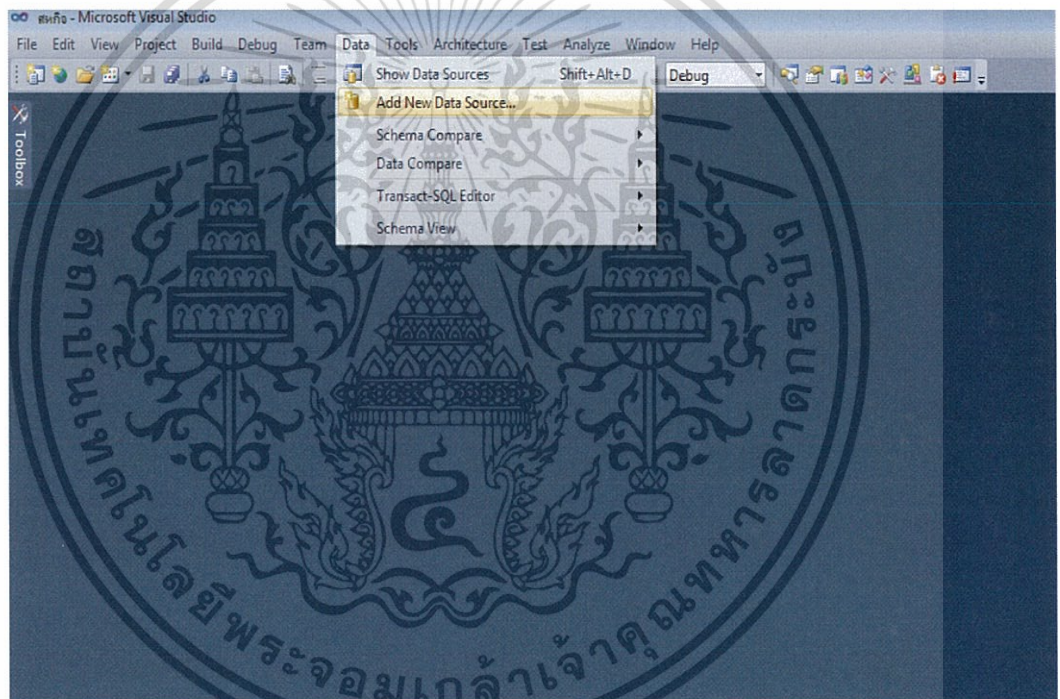 สหกิจ - Microsoft Visual Studio
File Edit View Project Build Debug Team Data Tools Architecture Test Analyze Window Help
Show Data Sources Shift+Alt+D Debug
Add New Data Source...
Schema Compare
Data Compare
Transact-SQL Editor
Schema View
Toolbox
สถาบันเทคโนโลยีพระจอมเกล้าเจ้าคุณทหารลาดกระบัง